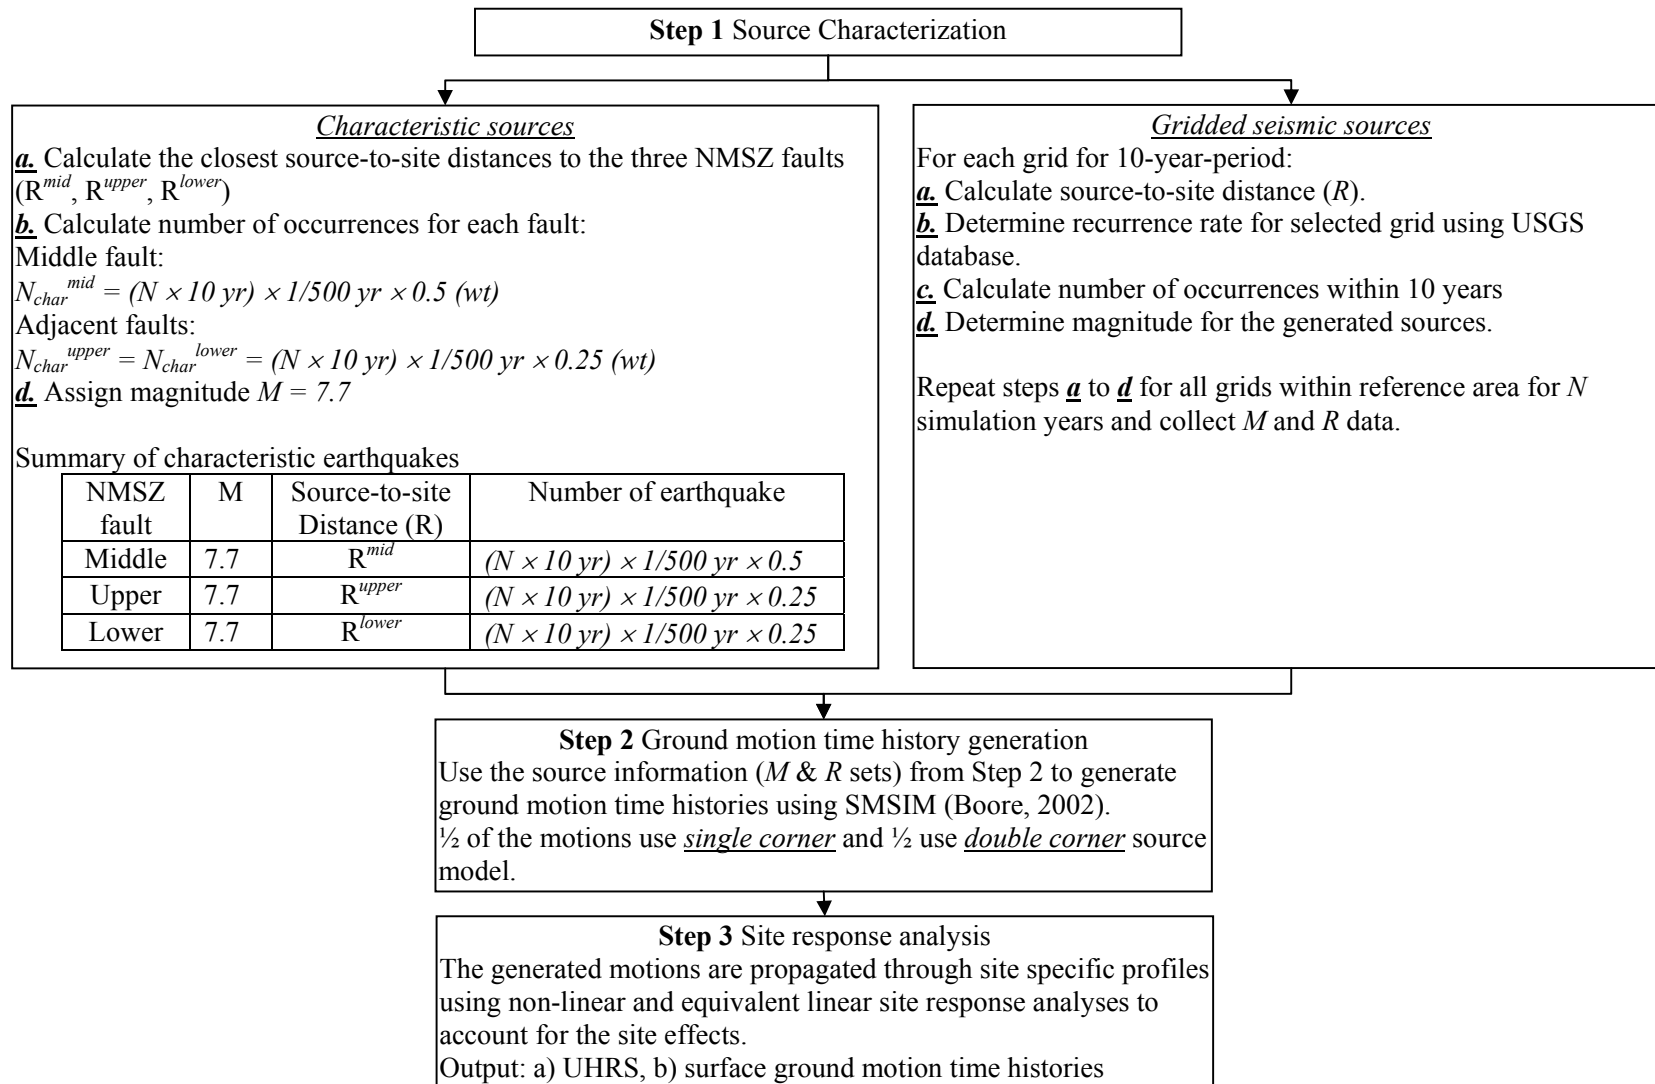 Step 1 Source Characterization
Characteristic sources
a. Calculate the closest source-to-site distances to the three NMSZ faults
(R^mid, R^upper, R^lower)
b. Calculate number of occurrences for each fault:
Middle fault:
N_char^mid = (N × 10 yr) × 1/500 yr × 0.5 (wt)
Adjacent faults:
N_char^upper = N_char^lower = (N × 10 yr) × 1/500 yr × 0.25 (wt)
d. Assign magnitude M = 7.7
Summary of characteristic earthquakes
NMSZ fault | M | Source-to-site Distance (R) | Number of earthquake
Middle | 7.7 | R^mid | (N × 10 yr) × 1/500 yr × 0.5
Upper | 7.7 | R^upper | (N × 10 yr) × 1/500 yr × 0.25
Lower | 7.7 | R^lower | (N × 10 yr) × 1/500 yr × 0.25
Gridded seismic sources
For each grid for 10-year-period:
a. Calculate source-to-site distance (R).
b. Determine recurrence rate for selected grid using USGS
database.
c. Calculate number of occurrences within 10 years
d. Determine magnitude for the generated sources.
Repeat steps a to d for all grids within reference area for N
simulation years and collect M and R data.
Step 2 Ground motion time history generation
Use the source information (M & R sets) from Step 2 to generate
ground motion time histories using SMSIM (Boore, 2002).
½ of the motions use single corner and ½ use double corner source
model.
Step 3 Site response analysis
The generated motions are propagated through site specific profiles
using non-linear and equivalent linear site response analyses to
account for the site effects.
Output: a) UHRS, b) surface ground motion time histories